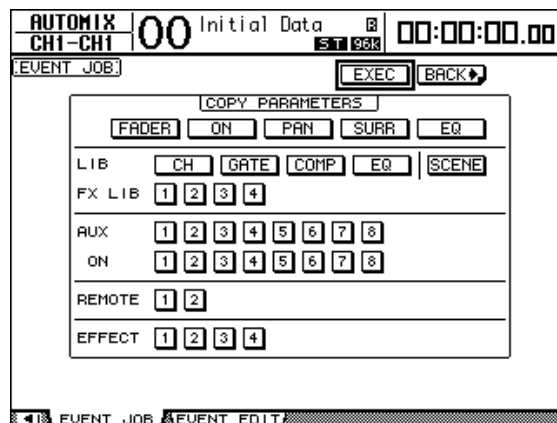 AUTOMIX
CH1-CH1
00 Initial Data
ST 96k
00:00:00.00
EVENT JOB
EXEC BACK
COPY PARAMETERS
FADER ON PAN SURR EQ
LIB CH GATE COMP EQ SCENE
FX LIB 1 2 3 4
AUX 1 2 3 4 5 6 7 8
ON 1 2 3 4 5 6 7 8
REMOTE 1 2
EFFECT 1 2 3 4
EVENT JOB EVENT EDIT